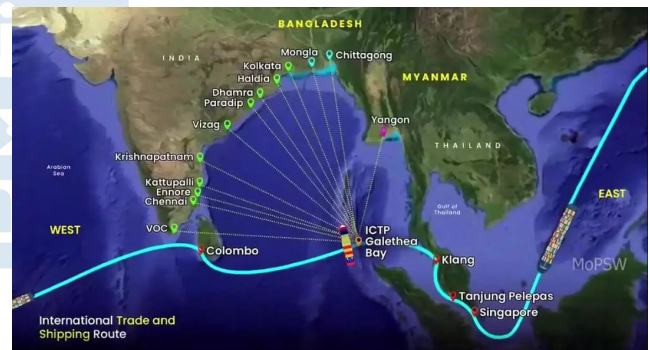 BANGLADESH
INDIA
Mongla
Chittagong
Kolkata
Haldia
MYANMAR
Dhamra
Paradip
Yangon
Vizag
THAILAND
Krishnapatnam
Arabian
Sea
Kattupalli
Ennore
Chennai
EAST
Gulf of
Thailand
WEST
VOC
ICTP
Galethea
Bay
Colombo
Klang
MoPSW
Tanjung Pelepas
Singapore
International Trade and
Shipping Route